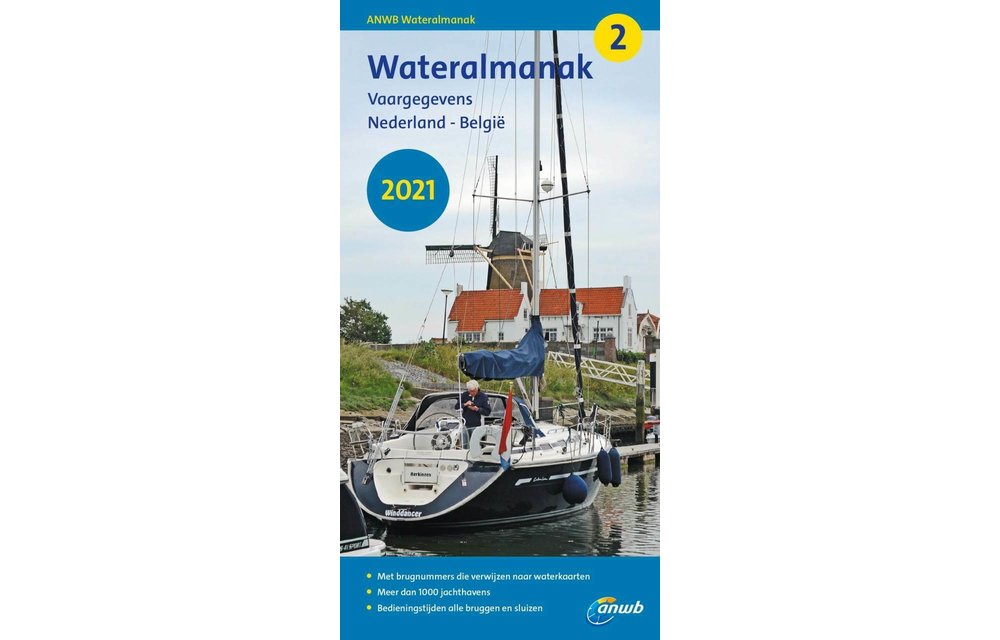 ANWB Wateralmanak
2
Wateralmanak
Vaargegevens
Nederland - België
2021
Winddancer
• Met brugnummers die verwijzen naar waterkaarten
• Meer dan 1000 jachthavens
• Bedieningstijden alle bruggen en sluizen
anwb